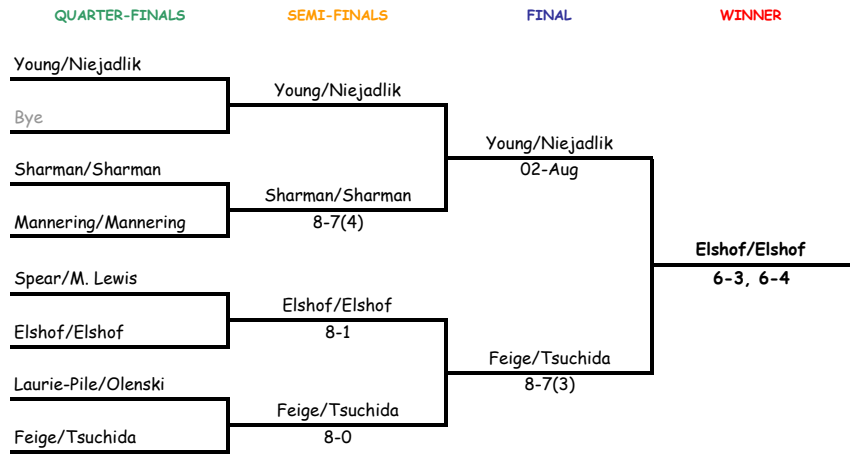 QUARTER-FINALS SEMI-FINALS FINAL WINNER
Young/Niejadlik
Young/Niejadlik
Bye
Young/Niejadlik
02-Aug
Sharman/Sharman
Sharman/Sharman
8-7(4)
Mannering/Mannering
Elshof/Elshof
6-3, 6-4
Spear/M. Lewis
Elshof/Elshof
8-1
Elshof/Elshof
Feige/Tsuchida
8-7(3)
Laurie-Pile/Olenski
Feige/Tsuchida
8-0
Feige/Tsuchida